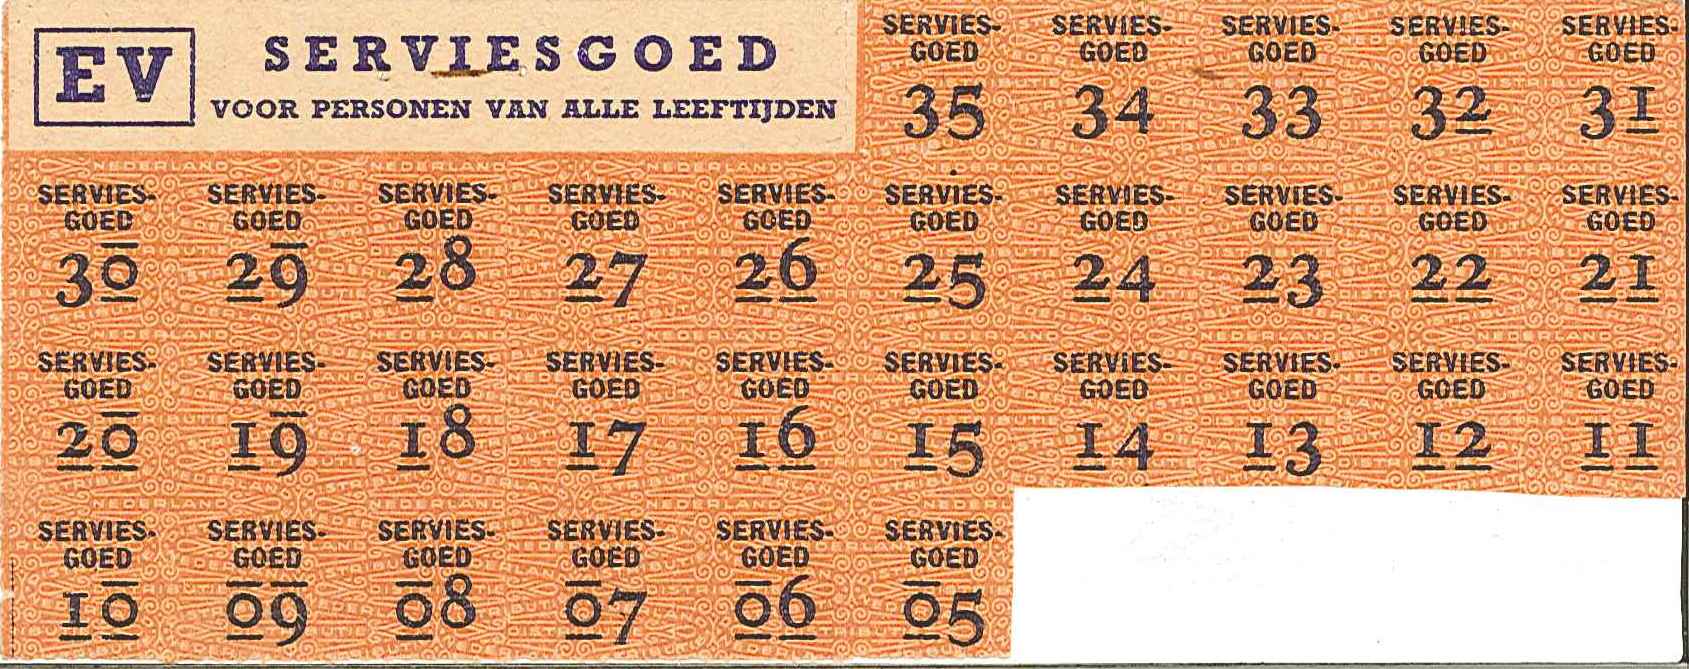 EV
SERVIESGOED
VOOR PERSONEN VAN ALLE LEEFTIJDEN
SERVIES- SERVIES- SERVIES- SERVIES- SERVIES-
GOED GOED GOED GOED GOED
35 34 33 32 31
NEDERLAND NEDERLAND NEDERLAND
SERVIES- SERVIES- SERVIES- SERVIES- SERVIES- SERVIES- SERVIES- SERVIES- SERVIES- SERVIES-
GOED GOED GOED GOED GOED GOED GOED GOED GOED GOED
30 29 28 27 26 25 24 23 22 21
SERVIES- SERVIES- SERVIES- SERVIES- SERVIES- SERVIES- SERVIES- SERVIES- SERVIES- SERVIES-
GOED GOED GOED GOED GOED GOED GOED GOED GOED GOED
20 19 18 17 16 15 14 13 12 11
SERVIES- SERVIES- SERVIES- SERVIES- SERVIES- SERVIES-
GOED GOED GOED GOED GOED GOED
10 09 08 07 06 05